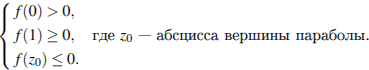 f(0) > 0,
f(1) ≥ 0, где z₀ — абсцисса вершины параболы.
f(z₀) ≤ 0.